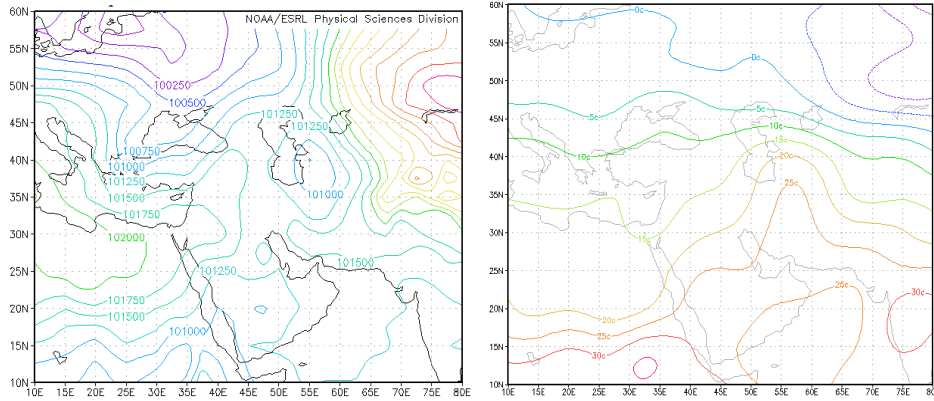 NOAA/ESRL Physical Sciences Division
60N
55N
50N
45N
40N
35N
30N
25N
20N
15N
10N
10E 15E 20E 25E 30E 35E 40E 45E 50E 55E 60E 65E 70E 75E 80E
100250
100500
101250
101250
100750
101000
101250
101500
101750
101000
102000
101500
101250
101750
101500
101000
60N
55N
50N
45N
40N
35N
30N
25N
20N
15N
10N
10E 15E 20E 25E 30E 35E 40E 45E 50E 55E 60E 65E 70E 75E 80
0c
0c
5c
5c
10c
10c
15c
20c
25c
15c
25c
30c
20c
25c
30c